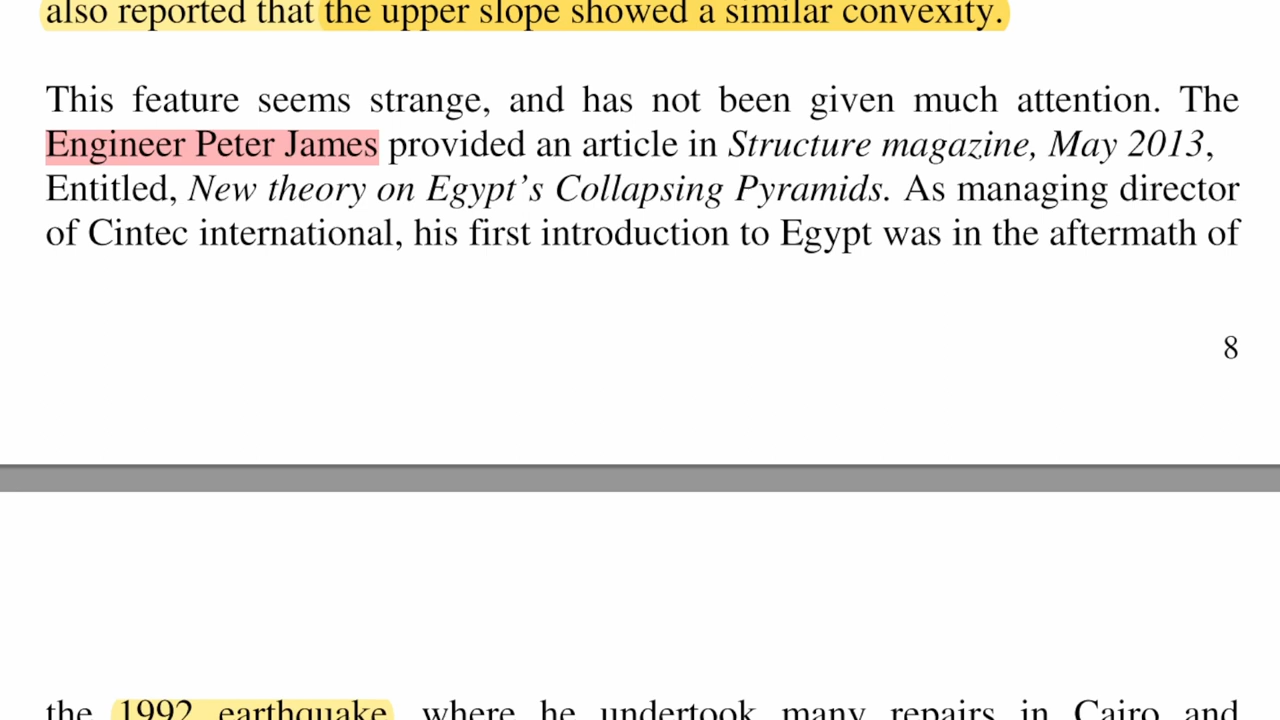 also reported that the upper slope showed a similar convexity.
This feature seems strange, and has not been given much attention. The
Engineer Peter James provided an article in Structure magazine, May 2013,
Entitled, New theory on Egypt's Collapsing Pyramids. As managing director
of Cintec international, his first introduction to Egypt was in the aftermath of
8
the 1992 earthquake, where he undertook many repairs in Cairo and